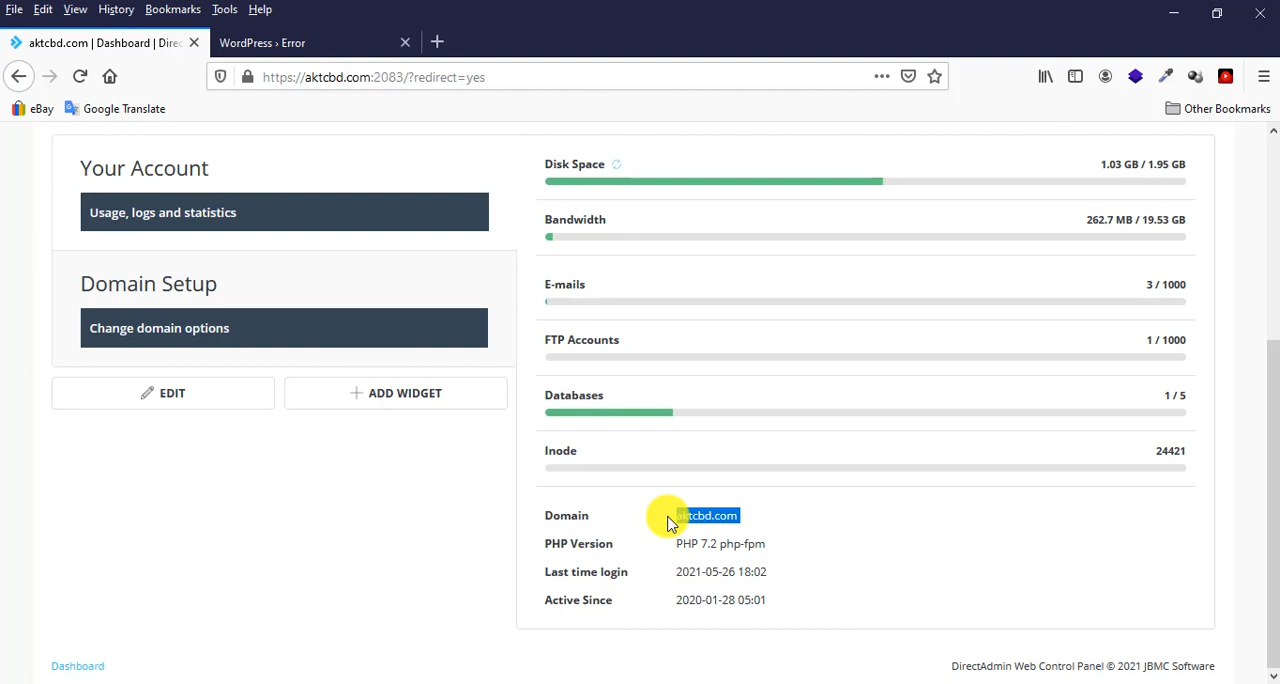 File Edit View History Bookmarks Tools Help
aktcbd.com | Dashboard | Direc
WordPress › Error
https://aktcbd.com:2083/?redirect=yes
eBay
Google Translate
Other Bookmarks
Your Account
Usage, logs and statistics
Domain Setup
Change domain options
EDIT
ADD WIDGET
Disk Space 1.03 GB / 1.95 GB
Bandwidth 262.7 MB / 19.53 GB
E-mails 3 / 1000
FTP Accounts 1 / 1000
Databases 1 / 5
Inode 24421
Domain aktcbd.com
PHP Version PHP 7.2 php-fpm
Last time login 2021-05-26 18:02
Active Since 2020-01-28 05:01
Dashboard
DirectAdmin Web Control Panel © 2021 JBMC Software